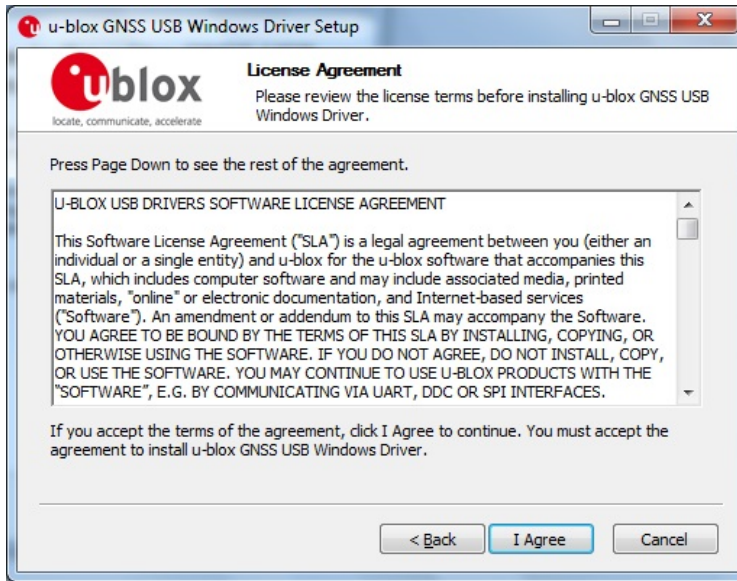 u-blox GNSS USB Windows Driver Setup
ublox
locate, communicate, accelerate
License Agreement
Please review the license terms before installing u-blox GNSS USB
Windows Driver.
Press Page Down to see the rest of the agreement.
U-BLOX USB DRIVERS SOFTWARE LICENSE AGREEMENT
This Software License Agreement ("SLA") is a legal agreement between you (either an
individual or a single entity) and u-blox for the u-blox software that accompanies this
SLA, which includes computer software and may include associated media, printed
materials, "online" or electronic documentation, and Internet-based services
("Software"). An amendment or addendum to this SLA may accompany the Software.
YOU AGREE TO BE BOUND BY THE TERMS OF THIS SLA BY INSTALLING, COPYING, OR
OTHERWISE USING THE SOFTWARE. IF YOU DO NOT AGREE, DO NOT INSTALL, COPY,
OR USE THE SOFTWARE. YOU MAY CONTINUE TO USE U-BLOX PRODUCTS WITH THE
"SOFTWARE”, E.G. BY COMMUNICATING VIA UART, DDC OR SPI INTERFACES.
If you accept the terms of the agreement, click I Agree to continue. You must accept the
agreement to install u-blox GNSS USB Windows Driver.
< Back
I Agree
Cancel